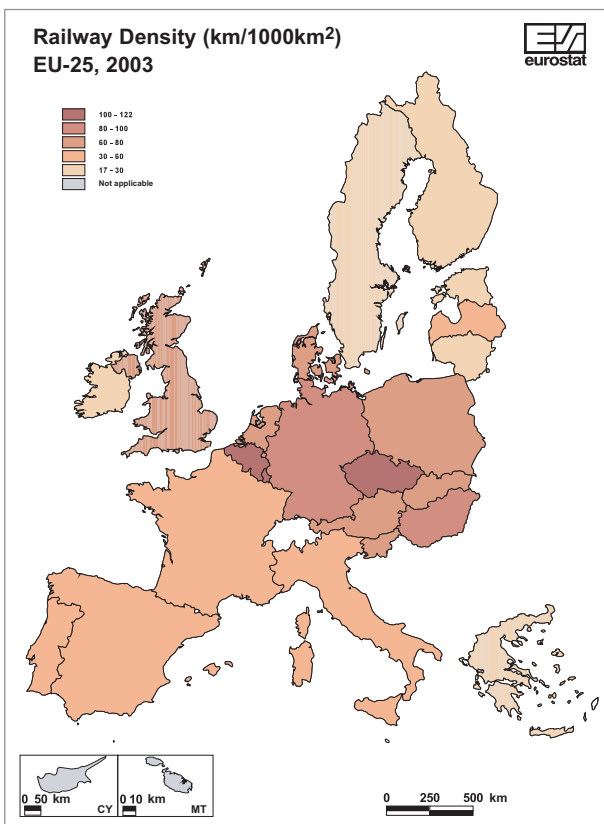 Railway Density (km/1000km²)
EU-25, 2003
eurostat
100 – 122
80 – 100
60 – 80
30 – 60
17 – 30
Not applicable
0 50 km
CY
0 10 km
MT
0 250 500 km